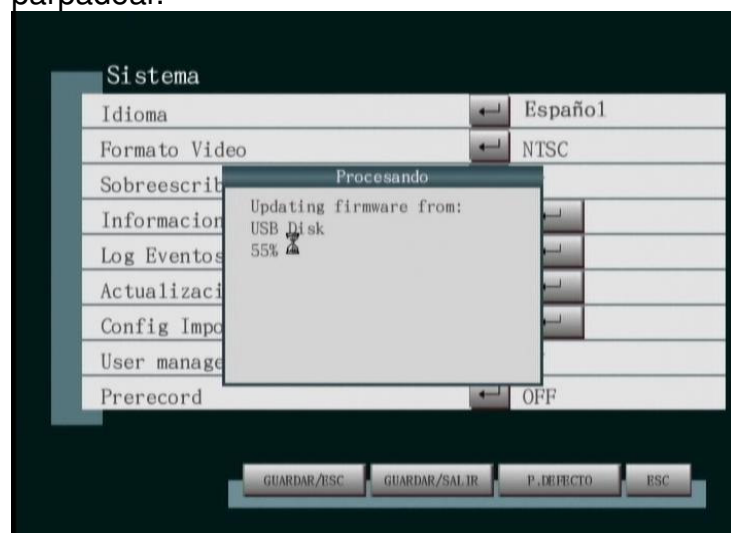 parpadear.
Sistema
Idioma Español
Formato Video NTSC
Sobreescrib
Procesando
Updating firmware from:
USB Disk
55%
Informacion
Log Eventos
Actualizaci
Config Impo
User manage
Prerecord OFF
GUARDAR/ESC GUARDAR/SALIR P.DEFECTO ESC